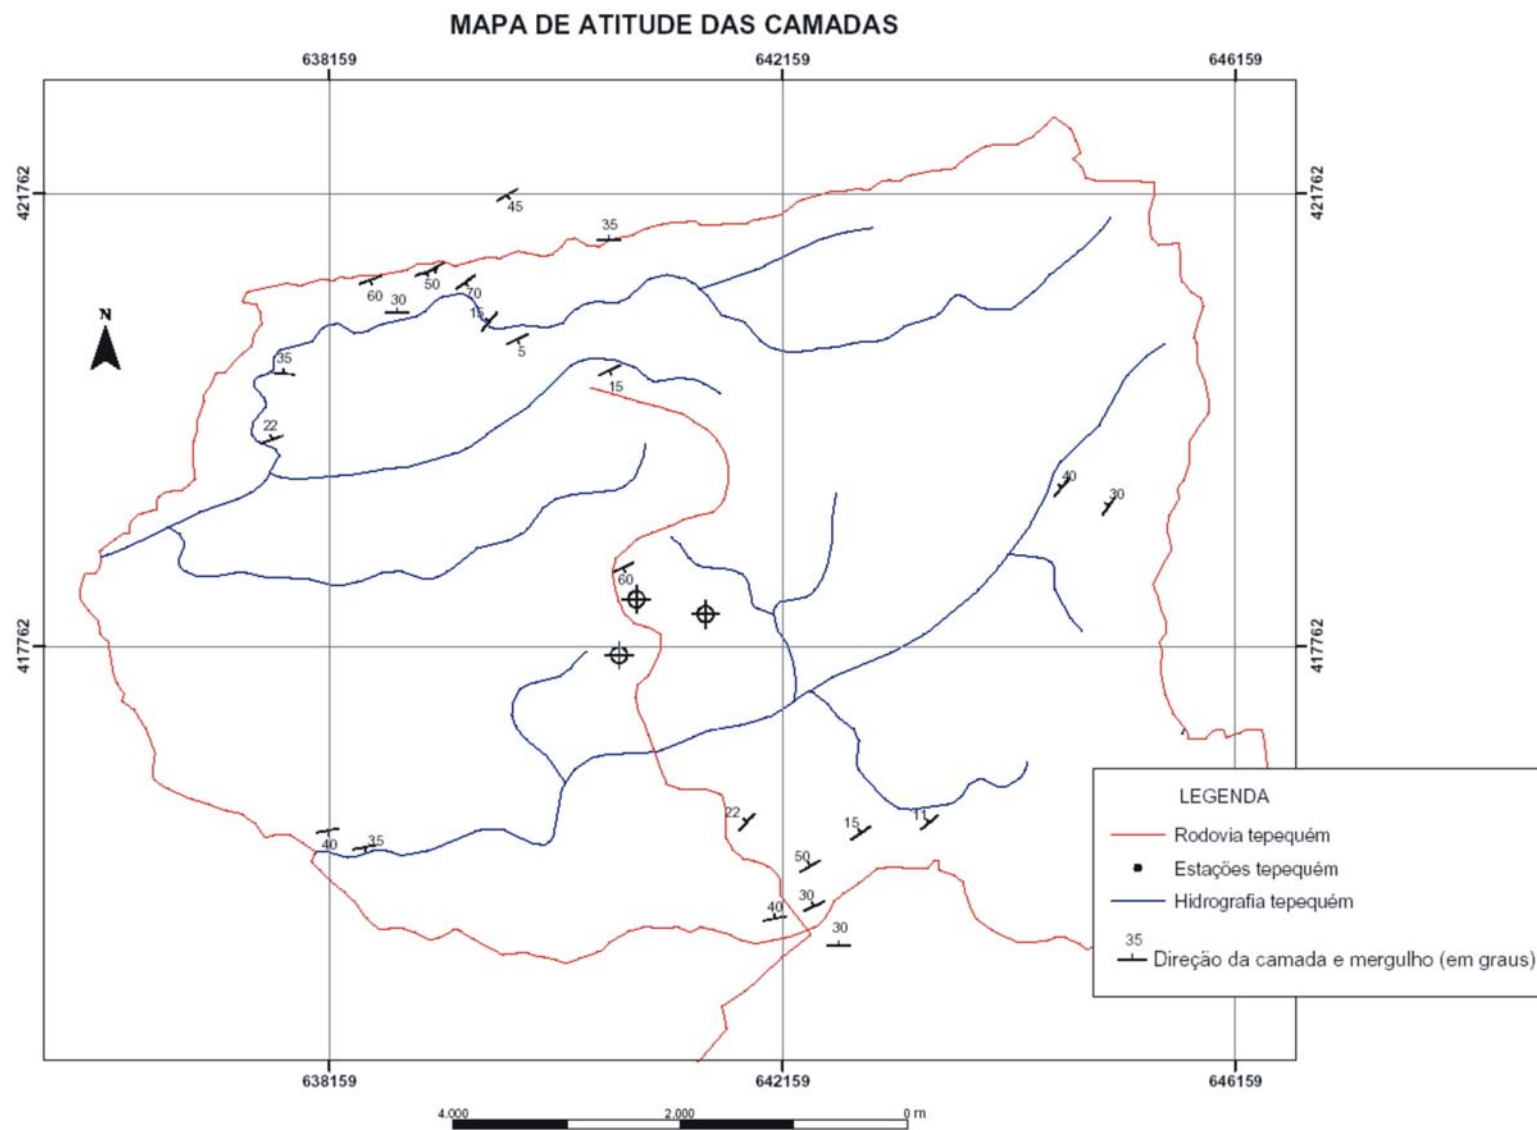 MAPA DE ATITUDE DAS CAMADAS
638159 642159 646159
421762 421762
45
35
50
60 70
30
15
5
35
15
22
40
30
60
N
417762 417762
22 15 11
40 35
50
30
40
30
LEGENDA
Rodovia tepequém
Estações tepequém
Hidrografia tepequém
35
Direção da camada e mergulho (em graus)
638159 642159 646159
4.000 2.000 0 m